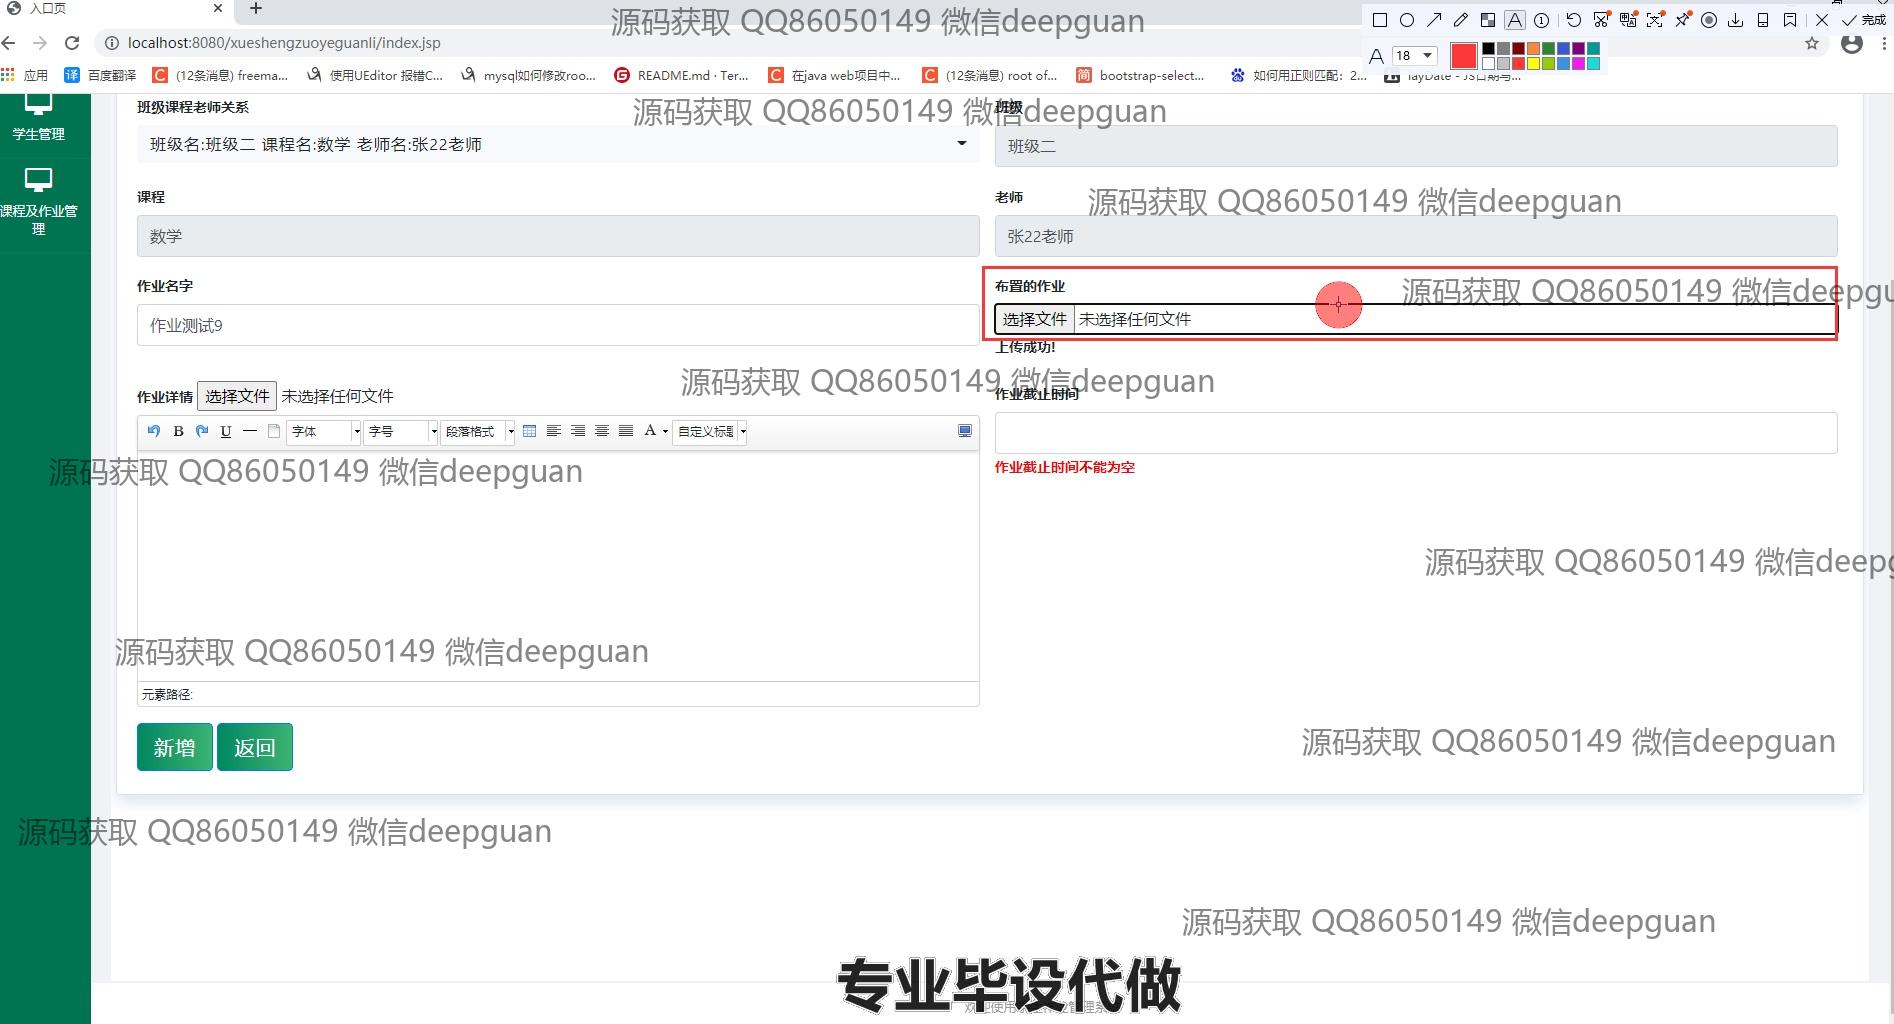 入口页
源码获取 QQ86050149 微信deepguan
完成
localhost:8080/xueshengzuoyeguanli/index.jsp
18
应用
百度翻译
(12条消息) freema...
使用UEditor 报错C...
mysql如何修改roo...
README.md · Ter...
在java web项目中...
(12条消息) root of...
bootstrap-select...
如何用正则匹配：2...
layDate - JS日期与...
班级课程老师关系
源码获取 QQ86050149 微信deepguan
班级
学生管理
班级名:班级二 课程名:数学 老师名:张22老师
班级二
课程
老师
源码获取 QQ86050149 微信deepguan
课程及作业管
理
数学
张22老师
作业名字
布置的作业
源码获取 QQ86050149 微信deepgu
作业测试9
选择文件 未选择任何文件
上传成功!
源码获取 QQ86050149 微信deepguan
作业详情 选择文件 未选择任何文件
作业截止时间
B U 字体 字号 段落格式 A 自定义标题
作业截止时间不能为空
源码获取 QQ86050149 微信deepguan
源码获取 QQ86050149 微信deepg
源码获取 QQ86050149 微信deepguan
元素路径:
新增 返回
源码获取 QQ86050149 微信deepguan
源码获取 QQ86050149 微信deepguan
源码获取 QQ86050149 微信deepguan
专业毕设代做